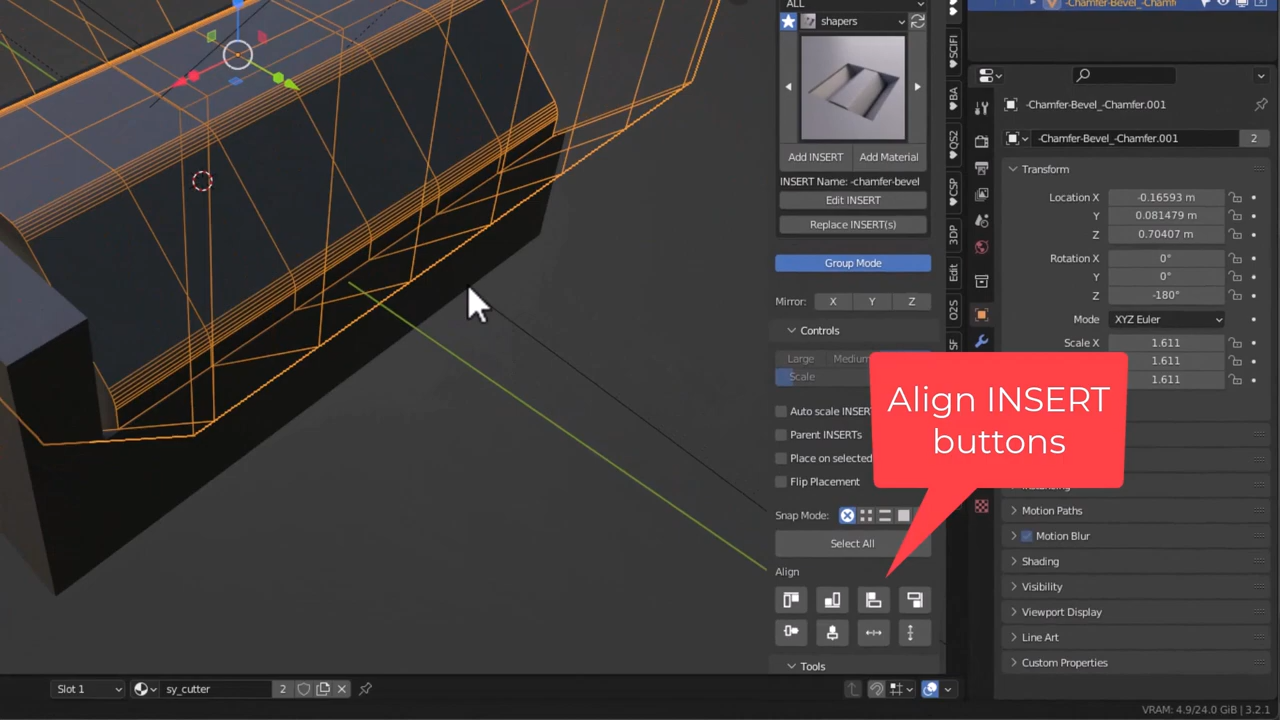 ALL
shapers
-Chamfer-Bevel_-Chamf
Add INSERT
Add Material
INSERT Name: -chamfer-bevel
Edit INSERT
Replace INSERT(s)
Group Mode
Mirror:
X
Y
Z
Controls
Large
Medium
Scale
Auto scale INSER
Parent INSERTs
Place on selected
Flip Placement
Snap Mode:
Select All
Align
Tools
SCIFI
BA
QS2
CSP
3DP
Edit
O2S
SF
-Chamfer-Bevel_-Chamfer.001
-Chamfer-Bevel_-Chamfer.001
2
Transform
Location X
-0.16593 m
Y
0.081479 m
Z
0.70407 m
Rotation X
0°
Y
0°
Z
-180°
Mode
XYZ Euler
Scale X
1.611
1.611
1.611
Align INSERT
buttons
Motion Paths
Motion Blur
Shading
Visibility
Viewport Display
Line Art
Custom Properties
Slot 1
sy_cutter
2
VRAM: 4.9/24.0 GiB | 3.2.1